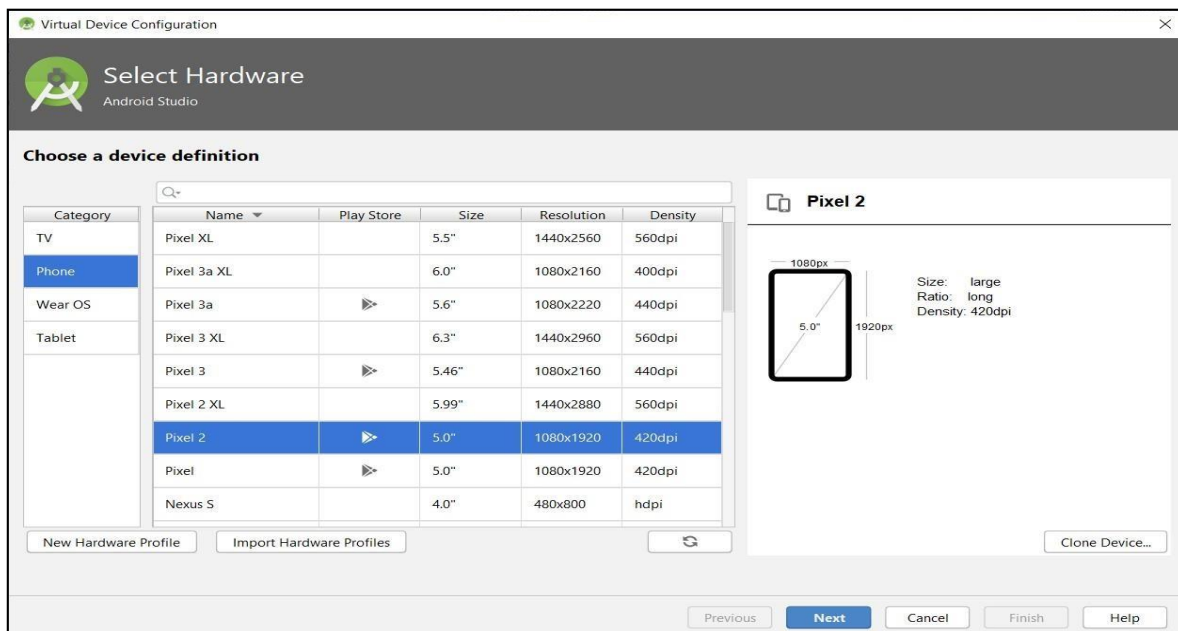 Virtual Device Configuration
Select Hardware
Android Studio
Choose a device definition
Category
TV
Phone
Wear OS
Tablet
Name Play Store Size Resolution Density
Pixel XL 5.5" 1440x2560 560dpi
Pixel 3a XL 6.0" 1080x2160 400dpi
Pixel 3a 5.6" 1080x2220 440dpi
Pixel 3 XL 6.3" 1440x2960 560dpi
Pixel 3 5.46" 1080x2160 440dpi
Pixel 2 XL 5.99" 1440x2880 560dpi
Pixel 2 5.0" 1080x1920 420dpi
Pixel 5.0" 1080x1920 420dpi
Nexus S 4.0" 480x800 hdpi
New Hardware Profile Import Hardware Profiles
Pixel 2
1080px
5.0" 1920px
Size: large
Ratio: long
Density: 420dpi
Clone Device...
Previous Next Cancel Finish Help